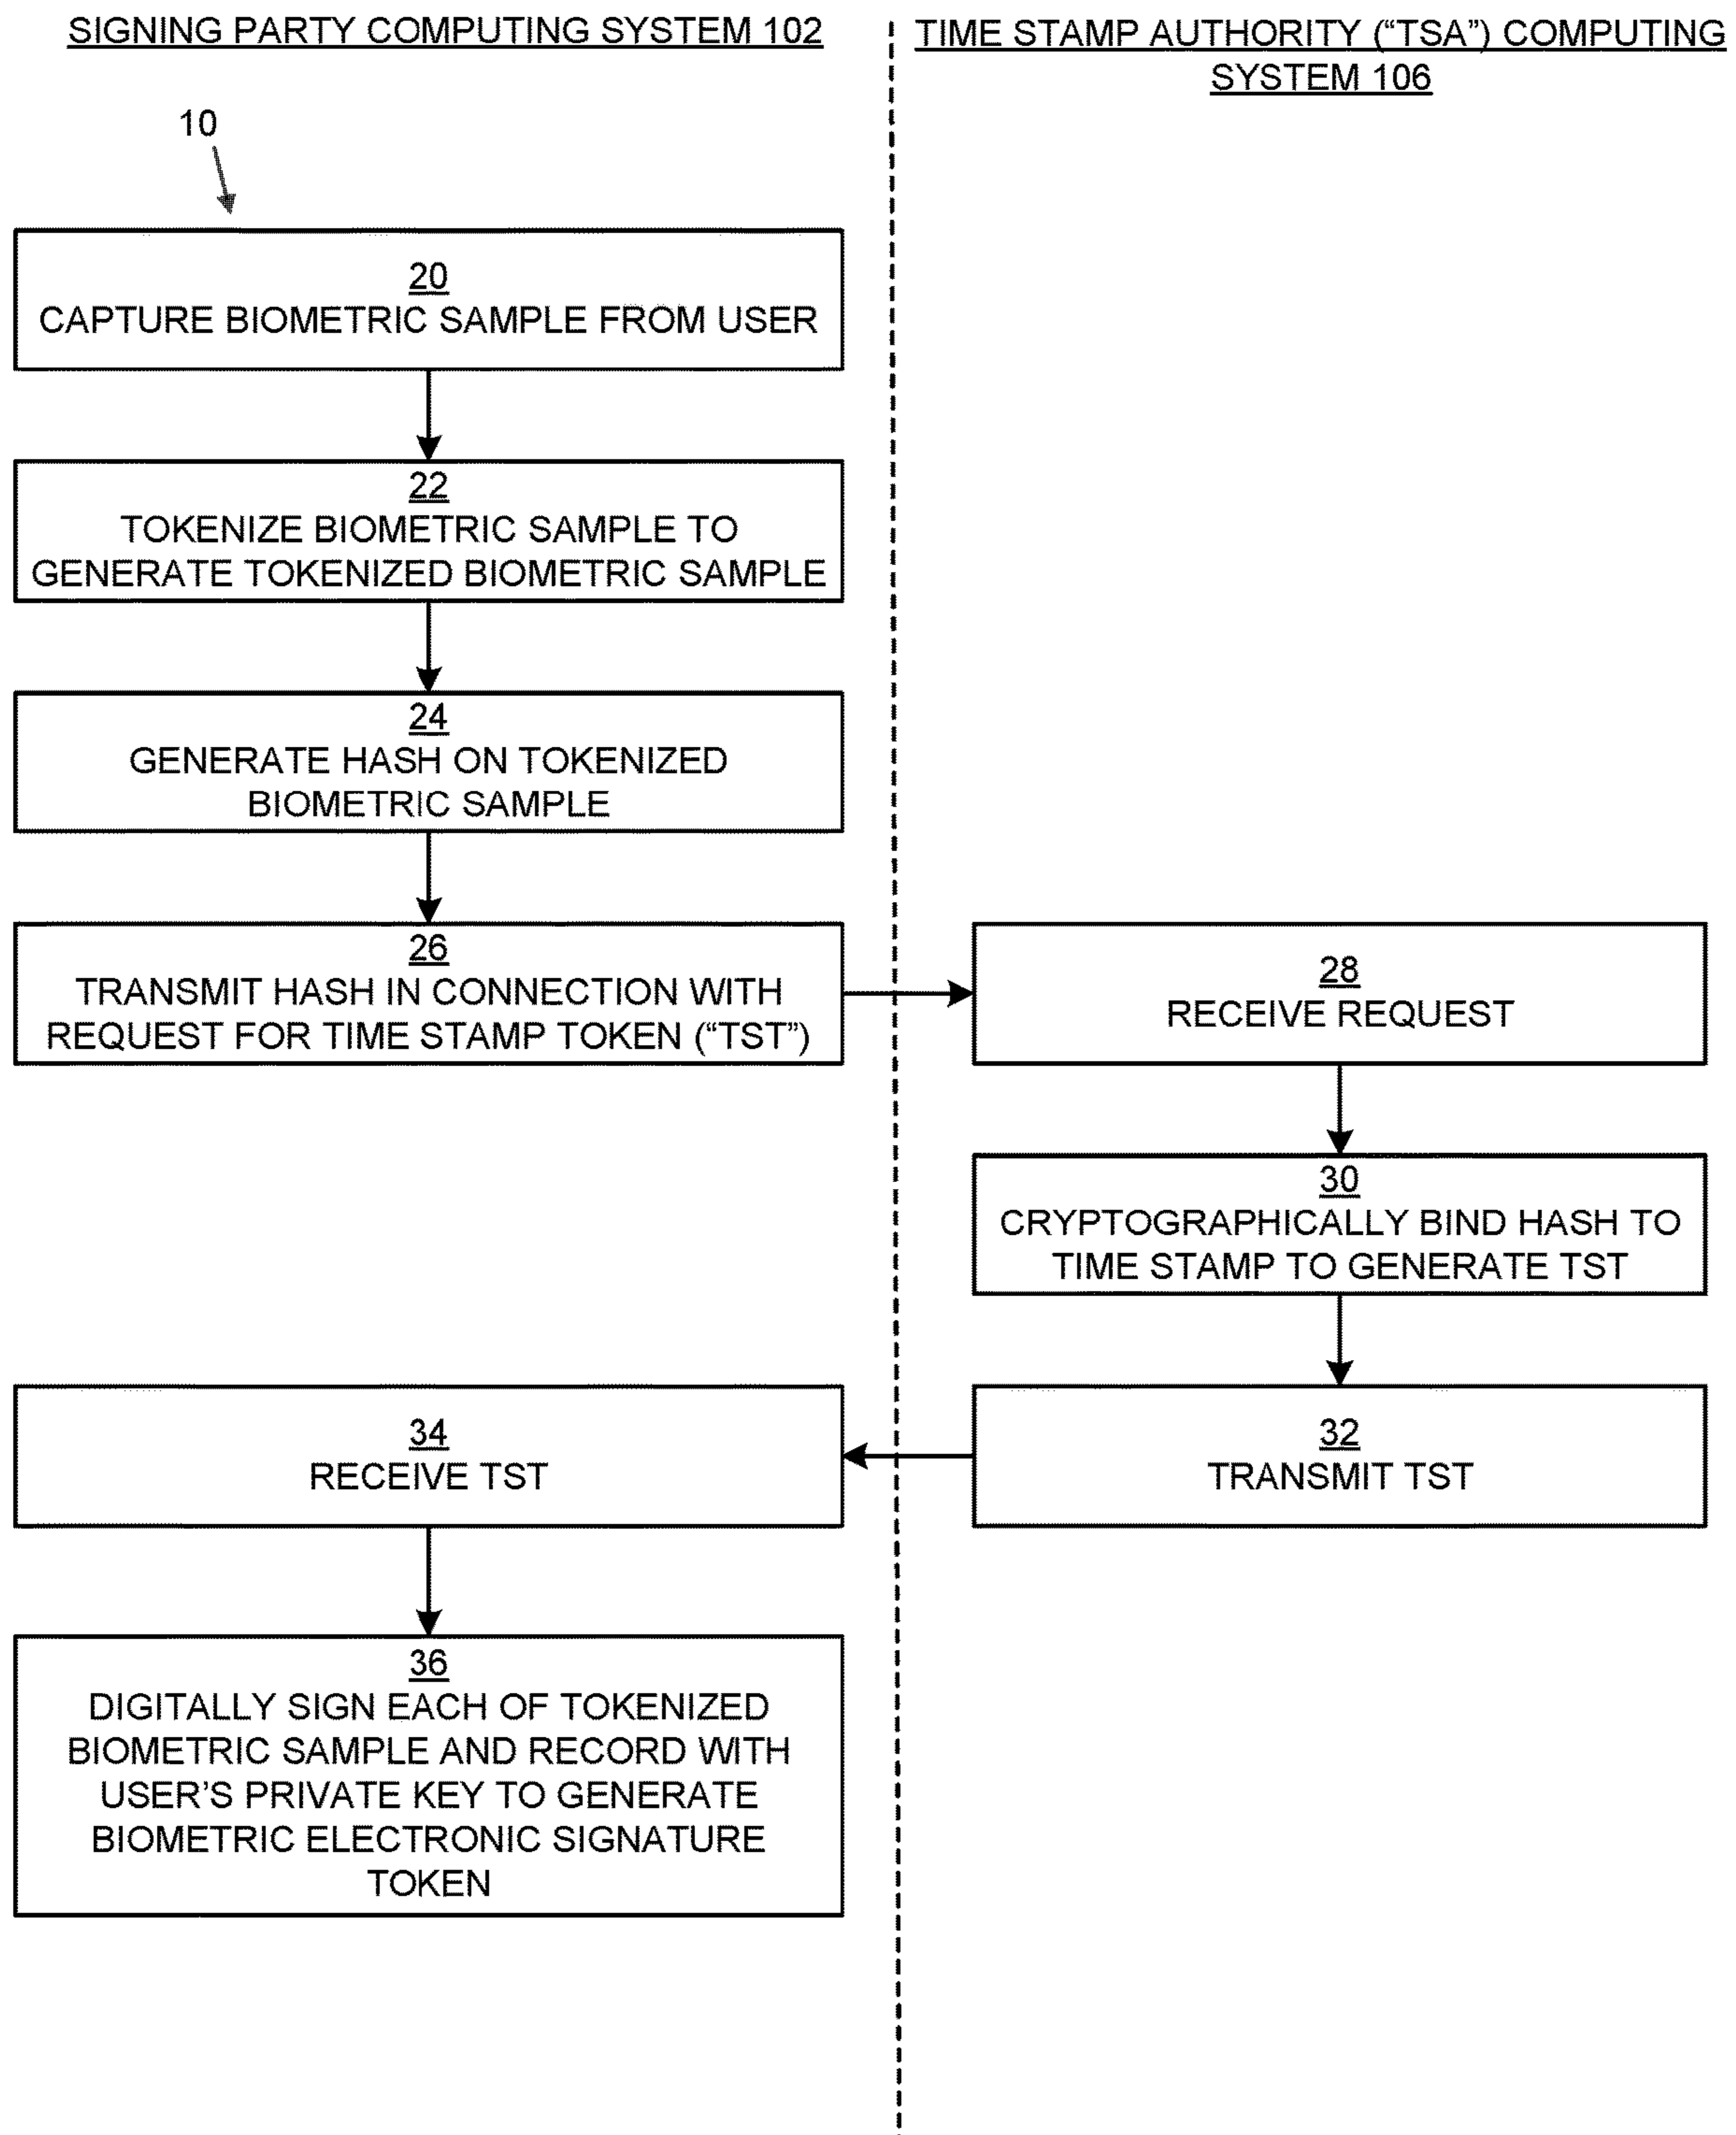 SIGNING PARTY COMPUTING SYSTEM 102
TIME STAMP AUTHORITY (“TSA”) COMPUTING
SYSTEM 106
10
20
CAPTURE BIOMETRIC SAMPLE FROM USER
22
TOKENIZE BIOMETRIC SAMPLE TO
GENERATE TOKENIZED BIOMETRIC SAMPLE
24
GENERATE HASH ON TOKENIZED
BIOMETRIC SAMPLE
26
TRANSMIT HASH IN CONNECTION WITH
REQUEST FOR TIME STAMP TOKEN (“TST”)
28
RECEIVE REQUEST
30
CRYPTOGRAPHICALLY BIND HASH TO
TIME STAMP TO GENERATE TST
32
TRANSMIT TST
34
RECEIVE TST
36
DIGITALLY SIGN EACH OF TOKENIZED
BIOMETRIC SAMPLE AND RECORD WITH
USER’S PRIVATE KEY TO GENERATE
BIOMETRIC ELECTRONIC SIGNATURE
TOKEN